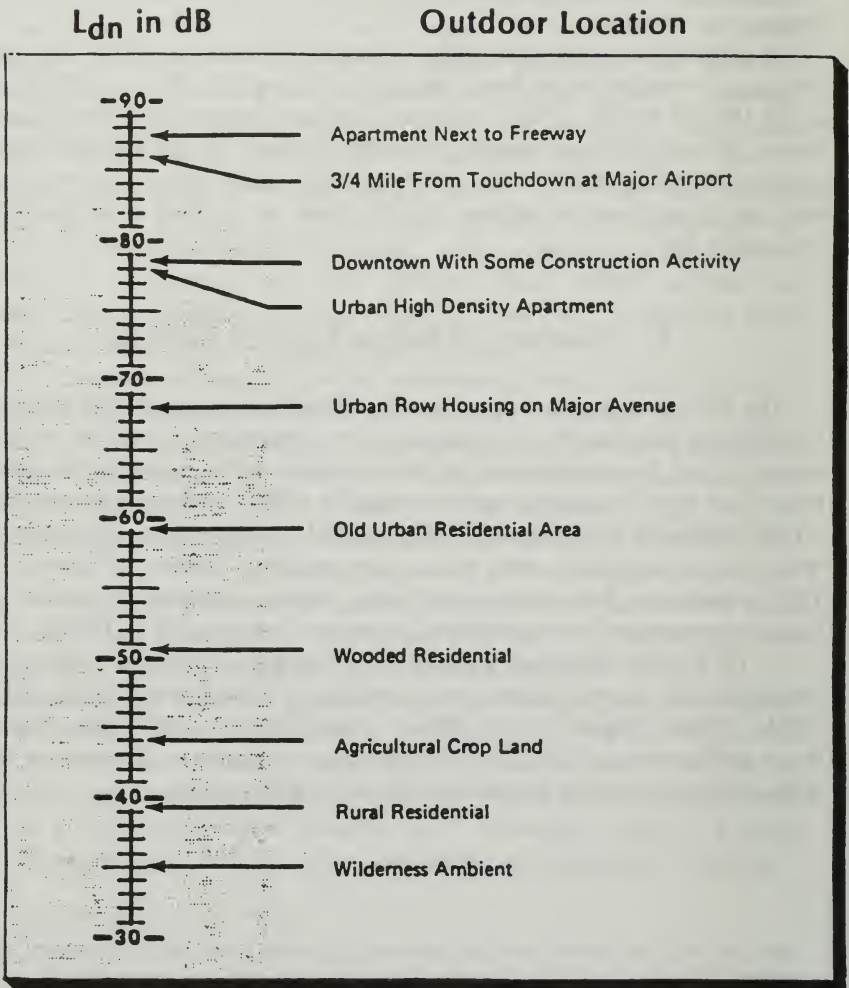 Ldn in dB Outdoor Location
-90-
Apartment Next to Freeway
3/4 Mile From Touchdown at Major Airport
-80-
Downtown With Some Construction Activity
Urban High Density Apartment
-70-
Urban Row Housing on Major Avenue
-60-
Old Urban Residential Area
-50-
Wooded Residential
Agricultural Crop Land
-40-
Rural Residential
Wilderness Ambient
-30-